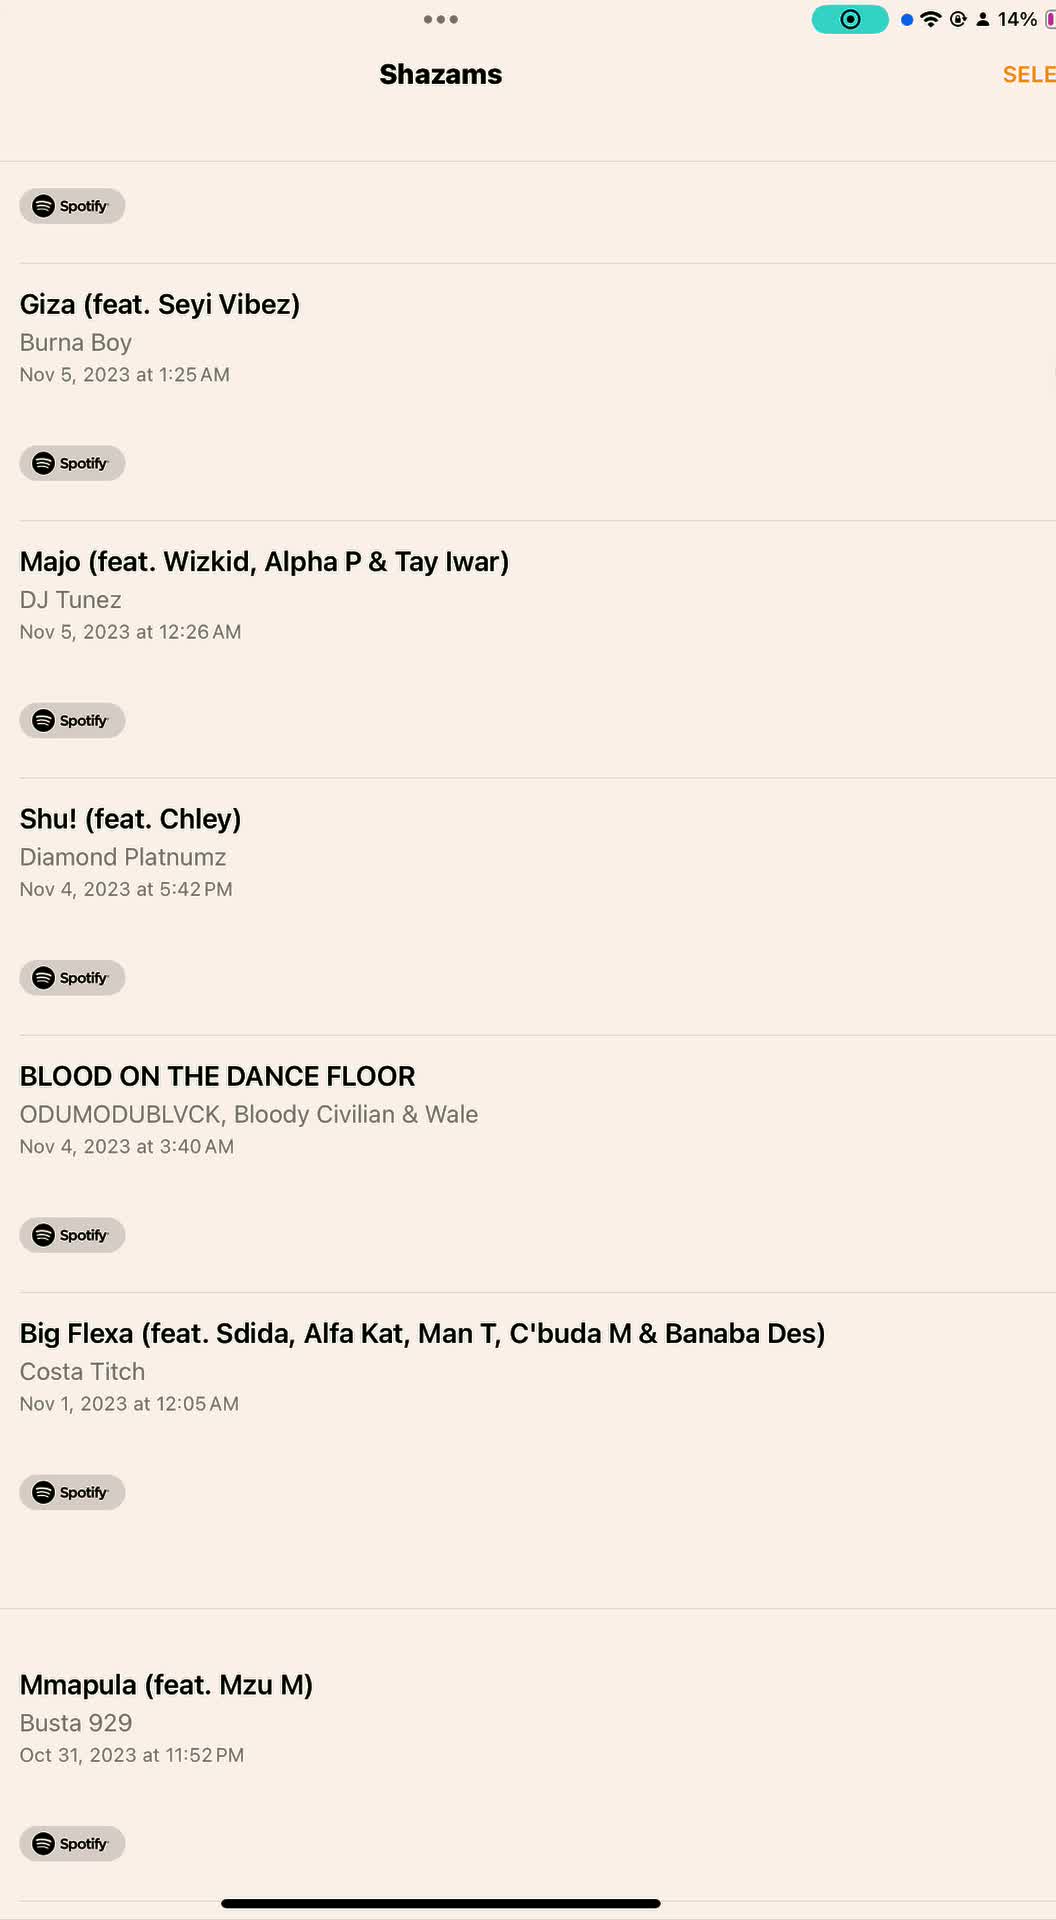 14%
Shazams
SELE
Spotify
Giza (feat. Seyi Vibez)
Burna Boy
Nov 5, 2023 at 1:25 AM
Spotify
Majo (feat. Wizkid, Alpha P & Tay Iwar)
DJ Tunez
Nov 5, 2023 at 12:26 AM
Spotify
Shu! (feat. Chley)
Diamond Platnumz
Nov 4, 2023 at 5:42 PM
Spotify
BLOOD ON THE DANCE FLOOR
ODUMODUBLVCK, Bloody Civilian & Wale
Nov 4, 2023 at 3:40 AM
Spotify
Big Flexa (feat. Sdida, Alfa Kat, Man T, C'buda M & Banaba Des)
Costa Titch
Nov 1, 2023 at 12:05 AM
Spotify
Mmapula (feat. Mzu M)
Busta 929
Oct 31, 2023 at 11:52 PM
Spotify